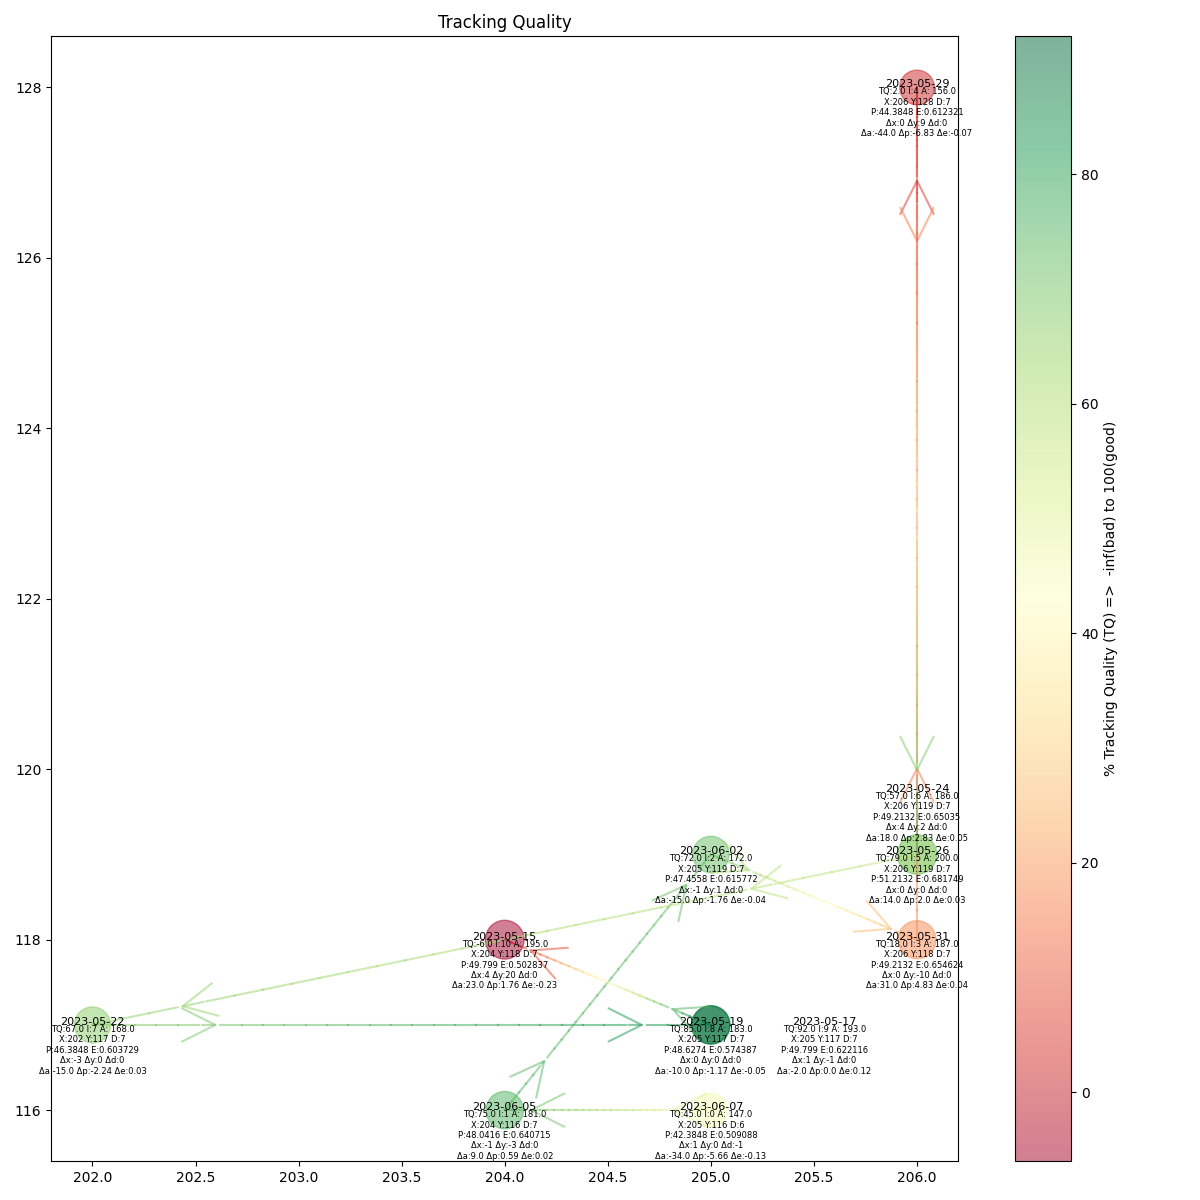 Tracking Quality
128
126
124
122
120
118
116
2023-05-29
TQ:2.0 I:4 A: 156.0
X:206 Y:128 D:7
P:44.3848 E:0.612321
Δx:0 Δy:9 Δd:0
Δa:-44.0 Δp:-6.83 Δe:-0.07
2023-05-24
TQ:57.0 I:6 A: 186.0
X:206 Y:119 D:7
P:49.2132 E:0.65035
Δx:4 Δy:2 Δd:0
Δa:18.0 Δp:2.83 Δe:0.05
2023-06-02
TQ:72.0 I:2 A: 172.0
X:205 Y:119 D:7
P:47.4558 E:0.615772
Δx:-1 Δy:1 Δd:0
Δa:-15.0 Δp:-1.76 Δe:-0.04
2023-05-26
TQ:79.0 I:5 A: 200.0
X:206 Y:119 D:7
P:51.2132 E:0.681749
Δx:0 Δy:0 Δd:0
Δa:14.0 Δp:2.0 Δe:0.03
2023-05-15
TQ:-6.0 I:10 A: 195.0
X:204 Y:118 D:7
P:49.799 E:0.502837
Δx:4 Δy:20 Δd:0
Δa:23.0 Δp:1.76 Δe:-0.23
2023-05-31
TQ:18.0 I:3 A: 187.0
X:206 Y:118 D:7
P:49.2132 E:0.654624
Δx:0 Δy:-10 Δd:0
Δa:31.0 Δp:4.83 Δe:0.04
2023-05-22
TQ:67.0 I:7 A: 168.0
X:202 Y:117 D:7
P:46.3848 E:0.603729
Δx:-3 Δy:0 Δd:0
Δa:-15.0 Δp:-2.24 Δe:0.03
2023-05-19
TQ:85.0 I:8 A: 183.0
X:205 Y:117 D:7
P:48.6274 E:0.574387
Δx:0 Δy:0 Δd:0
Δa:-10.0 Δp:-1.17 Δe:-0.05
2023-05-17
TQ:92.0 I:9 A: 193.0
X:205 Y:117 D:7
P:49.799 E:0.622116
Δx:1 Δy:-1 Δd:0
Δa:-2.0 Δp:0.0 Δe:0.12
2023-06-05
TQ:75.0 I:1 A: 181.0
X:204 Y:116 D:7
P:48.0416 E:0.640715
Δx:-1 Δy:-3 Δd:0
Δa:9.0 Δp:0.59 Δe:0.02
2023-06-07
TQ:45.0 I:0 A: 147.0
X:205 Y:116 D:6
P:42.3848 E:0.509088
Δx:1 Δy:0 Δd:-1
Δa:-34.0 Δp:-5.66 Δe:-0.13
202.0 202.5 203.0 203.5 204.0 204.5 205.0 205.5 206.0
80
60
40
20
0
% Tracking Quality (TQ) => -inf(bad) to 100(good)